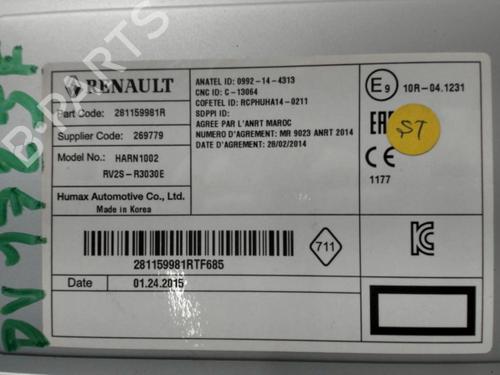 RENAULT
Part Code: 281159981R
Supplier Code: 269779
Model No.: HARN1002
RV2S-R3030E
Humax Automotive Co., Ltd.
Made in Korea
ANATEL ID: 0992-14-4313
CNC ID: C-13064
COFETEL ID: RCPHUHA14-0211
SDPPI ID:
AGREE PAR L'ANRT MAROC
NUMERO D'AGREMENT: MR 9023 ANRT 2014
DATE D'AGREMENT: 28/02/2014
E9 10R-04.1231
EAC
ST
CE
1177
281159981RTF685
711
Date 01.24.2015
B-PARTS